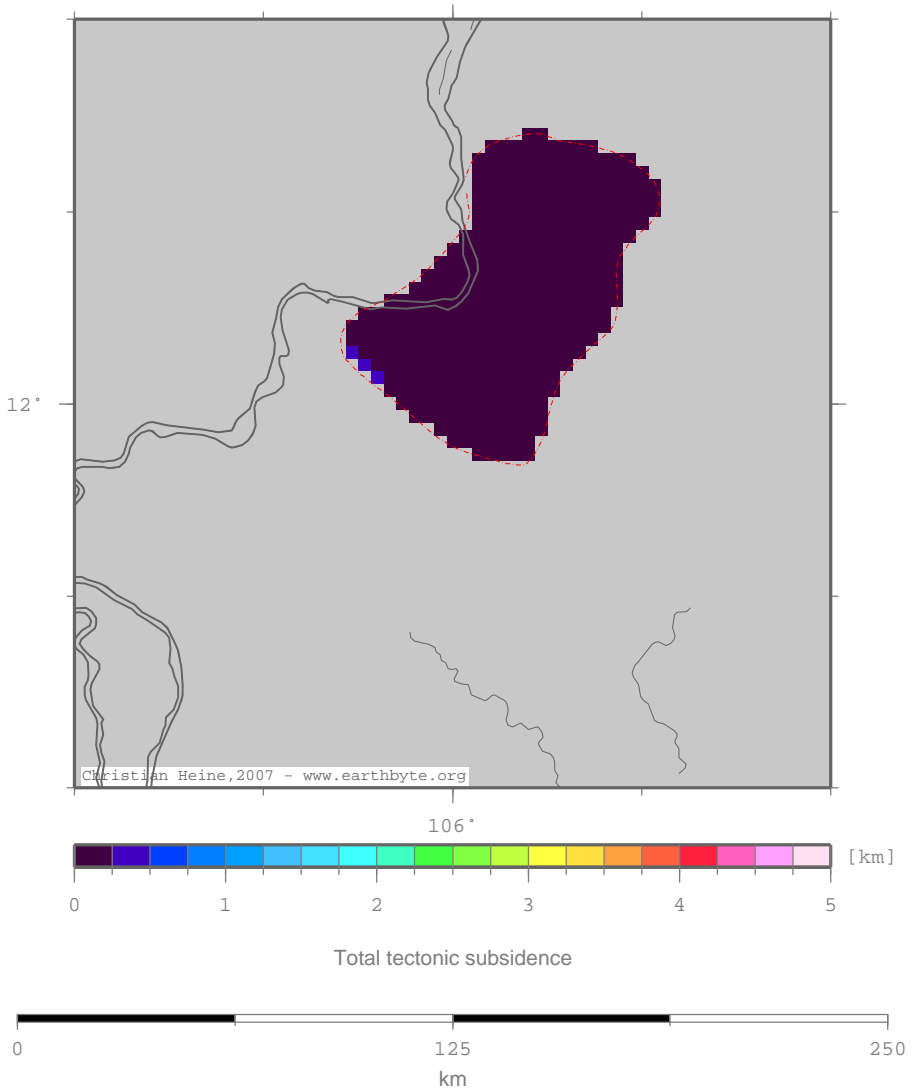 12°
Christian Heine,2007 - www.earthbyte.org
106°
[km]
0 1 2 3 4 5
Total tectonic subsidence
0 125 250
km